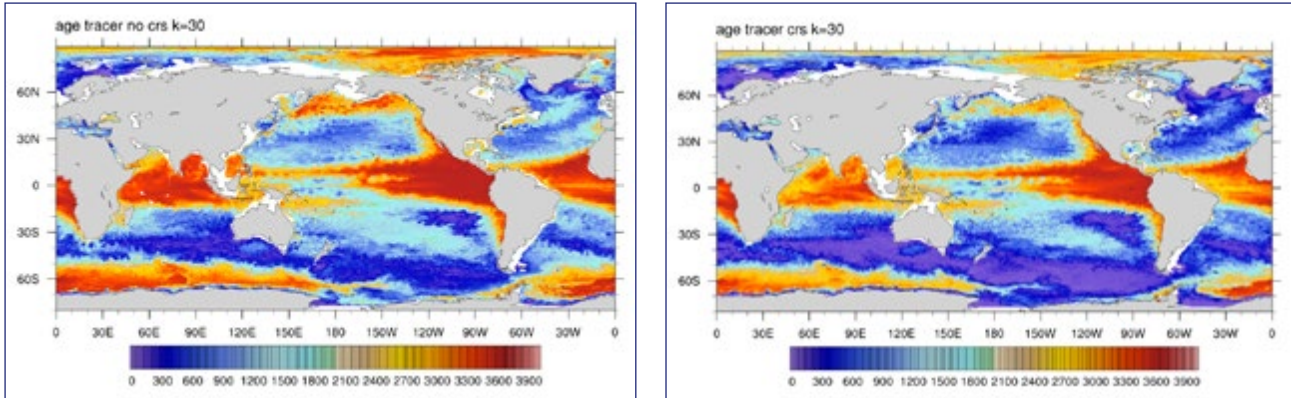 age tracer no crs k=30
60N
30N
0
30S
60S
0 30E 60E 90E 120E 150E 180 150W 120W 90W 60W 30W 0
0 300 600 900 1200 1500 1800 2100 2400 2700 3000 3300 3600 3900
age tracer crs k=30
60N
30N
0
30S
60S
0 30E 60E 90E 120E 150E 180 150W 120W 90W 60W 30W 0
0 300 600 900 1200 1500 1800 2100 2400 2700 3000 3300 3600 3900